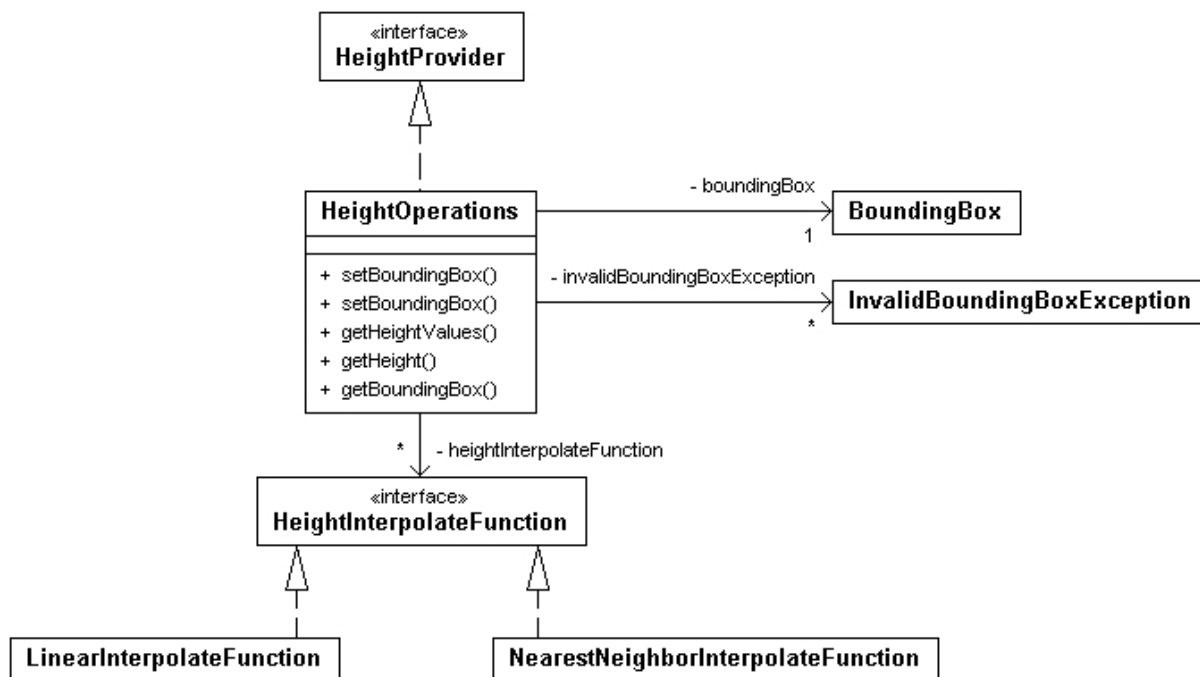 «interface»
HeightProvider
- boundingBox
HeightOperations
BoundingBox
1
+ setBoundingBox()
- invalidBoundingBoxException
+ setBoundingBox()
InvalidBoundingBoxException
*
+ getHeightValues()
+ getHeight()
+ getBoundingBox()
*
- heightInterpolateFunction
«interface»
HeightInterpolateFunction
LinearInterpolateFunction
NearestNeighborInterpolateFunction